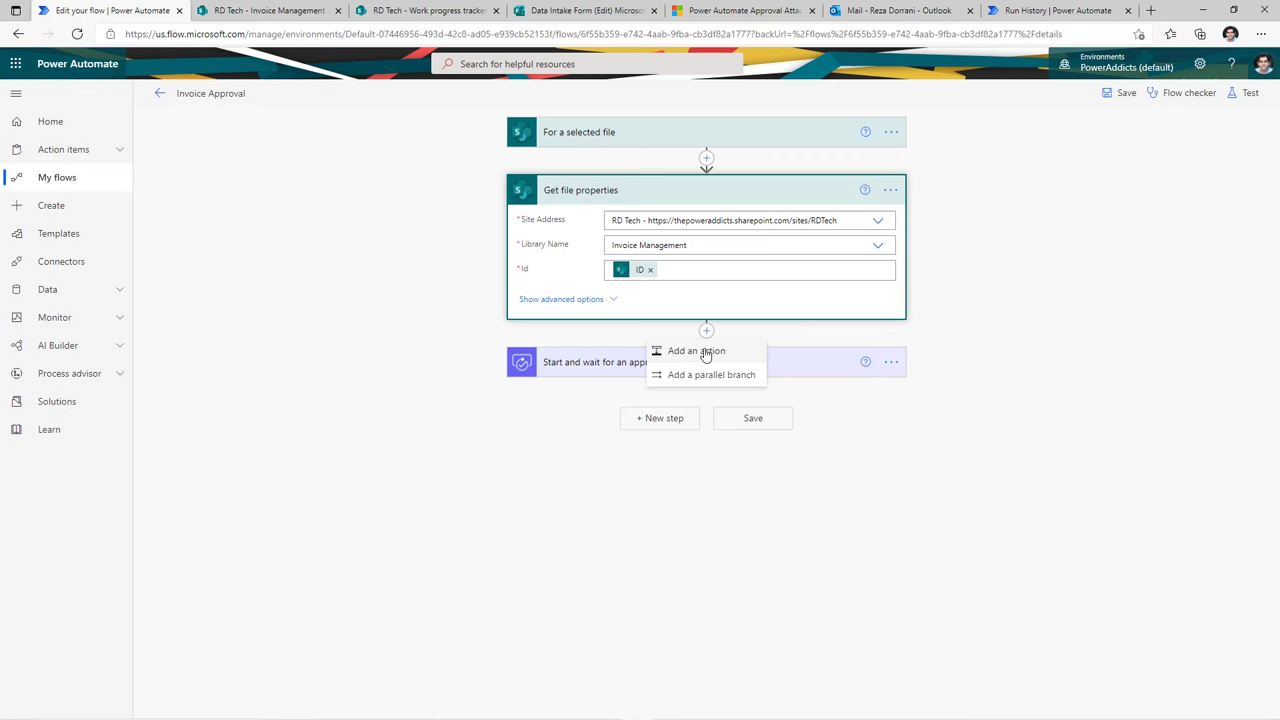 Edit your flow | Power Automate
RD Tech - Invoice Management
RD Tech - Work progress tracke
Data Intake Form (Edit) Microso
Power Automate Approval Attac
Mail - Reza Dorrani - Outlook
Run History | Power Automate
https://us.flow.microsoft.com/manage/environments/Default-07446956-493d-42c8-ad05-e939cb52153f/flows/6f55b359-e742-4aab-9fba-cb3df82a1777?backUrl=%2Fflows%2F6f55b359-e742-4aab-9fba-cb3df82a1777%2Fdetails
Power Automate
Search for helpful resources
Environments
PowerAddicts (default)
Invoice Approval
Save
Flow checker
Test
Home
Action items
My flows
Create
Templates
Connectors
Data
Monitor
AI Builder
Process advisor
Solutions
Learn
For a selected file
Get file properties
*Site Address
RD Tech - https://thepoweraddicts.sharepoint.com/sites/RDTech
*Library Name
Invoice Management
*Id
ID
Show advanced options
Add an action
Start and wait for an app
Add a parallel branch
+ New step
Save